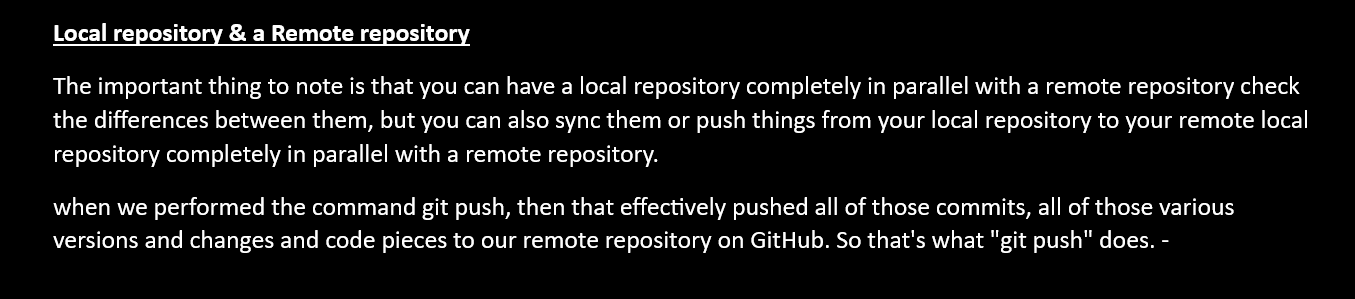 Local repository & a Remote repository
The important thing to note is that you can have a local repository completely in parallel with a remote repository check
the differences between them, but you can also sync them or push things from your local repository to your remote local
repository completely in parallel with a remote repository.
when we performed the command git push, then that effectively pushed all of those commits, all of those various
versions and changes and code pieces to our remote repository on GitHub. So that's what "git push" does. -